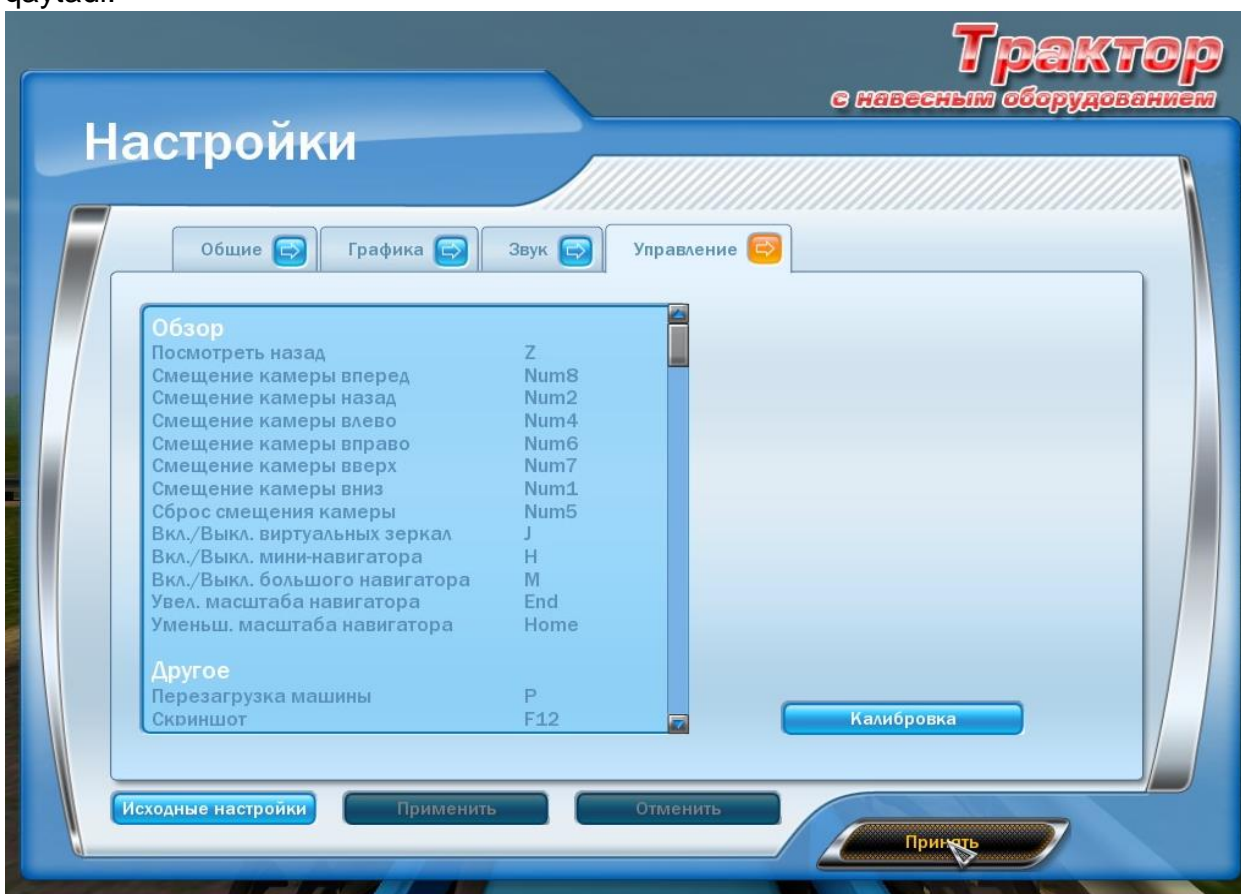 qaytadi.
Трактор
с навесным оборудованием
Настройки
Общие Графика Звук Управление
Обзор
Посмотреть назад Z
Смещение камеры вперед Num8
Смещение камеры назад Num2
Смещение камеры влево Num4
Смещение камеры вправо Num6
Смещение камеры вверх Num7
Смещение камеры вниз Num1
Сброс смещения камеры Num5
Вкл./Выкл. виртуальных зеркал J
Вкл./Выкл. мини-навигатора H
Вкл./Выкл. большого навигатора M
Увел. масштаба навигатора End
Уменьш. масштаба навигатора Home
Другое
Перезагрузка машины P
Скриншот F12
Калибровка
Исходные настройки Применить Отменить
Принять